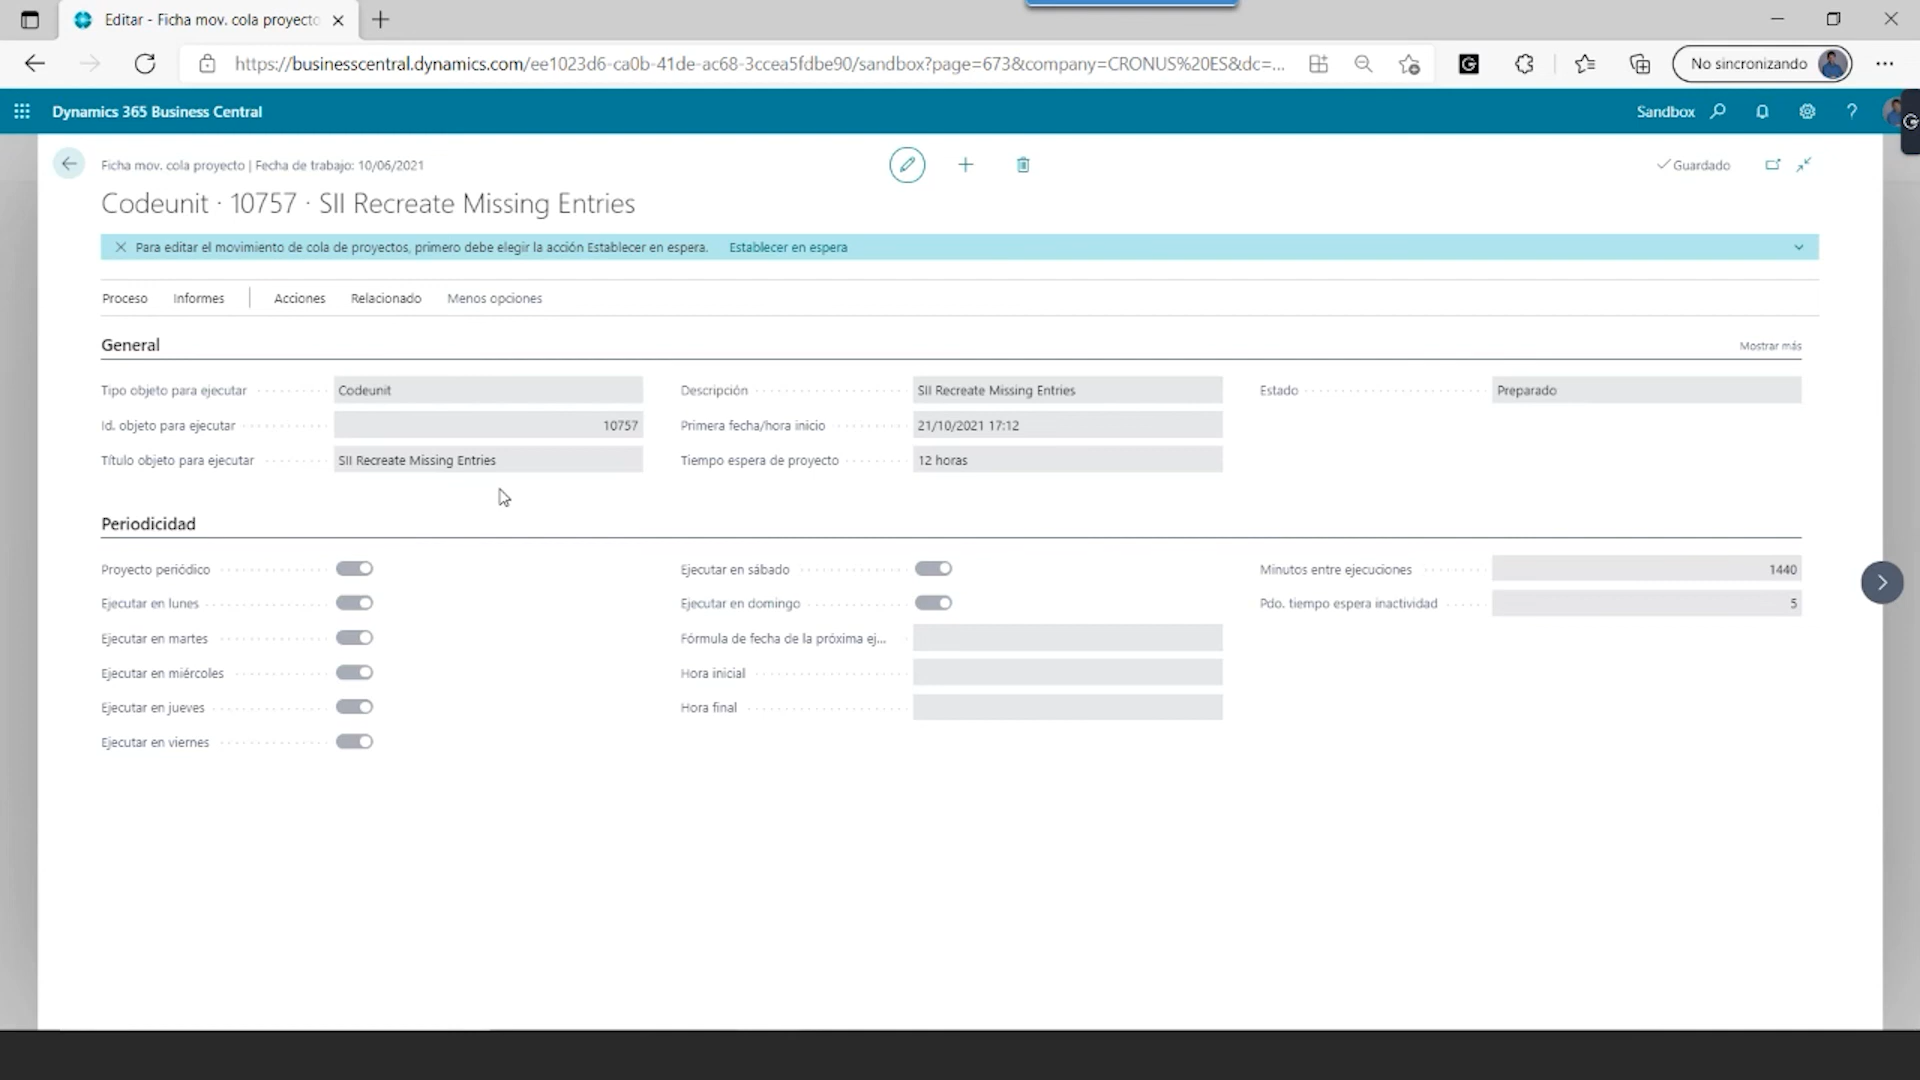 Editar - Ficha mov. cola proyecto
https://businesscentral.dynamics.com/ee1023d6-ca0b-41de-ac68-3ccea5fdbe90/sandbox?page=673&company=CRONUS%20ES&dc=...
No sincronizando
Dynamics 365 Business Central
Sandbox
Ficha mov. cola proyecto | Fecha de trabajo: 10/06/2021
Guardado
Codeunit · 10757 · SII Recreate Missing Entries
Para editar el movimiento de cola de proyectos, primero debe elegir la acción Establecer en espera. Establecer en espera
Proceso Informes Acciones Relacionado Menos opciones
General
Mostrar más
Tipo objeto para ejecutar Codeunit
Id. objeto para ejecutar 10757
Título objeto para ejecutar SII Recreate Missing Entries
Descripción SII Recreate Missing Entries
Primera fecha/hora inicio 21/10/2021 17:12
Tiempo espera de proyecto 12 horas
Estado Preparado
Periodicidad
Proyecto periódico
Ejecutar en lunes
Ejecutar en martes
Ejecutar en miércoles
Ejecutar en jueves
Ejecutar en viernes
Ejecutar en sábado
Ejecutar en domingo
Fórmula de fecha de la próxima ej...
Hora inicial
Hora final
Minutos entre ejecuciones 1440
Pdo. tiempo espera inactividad 5